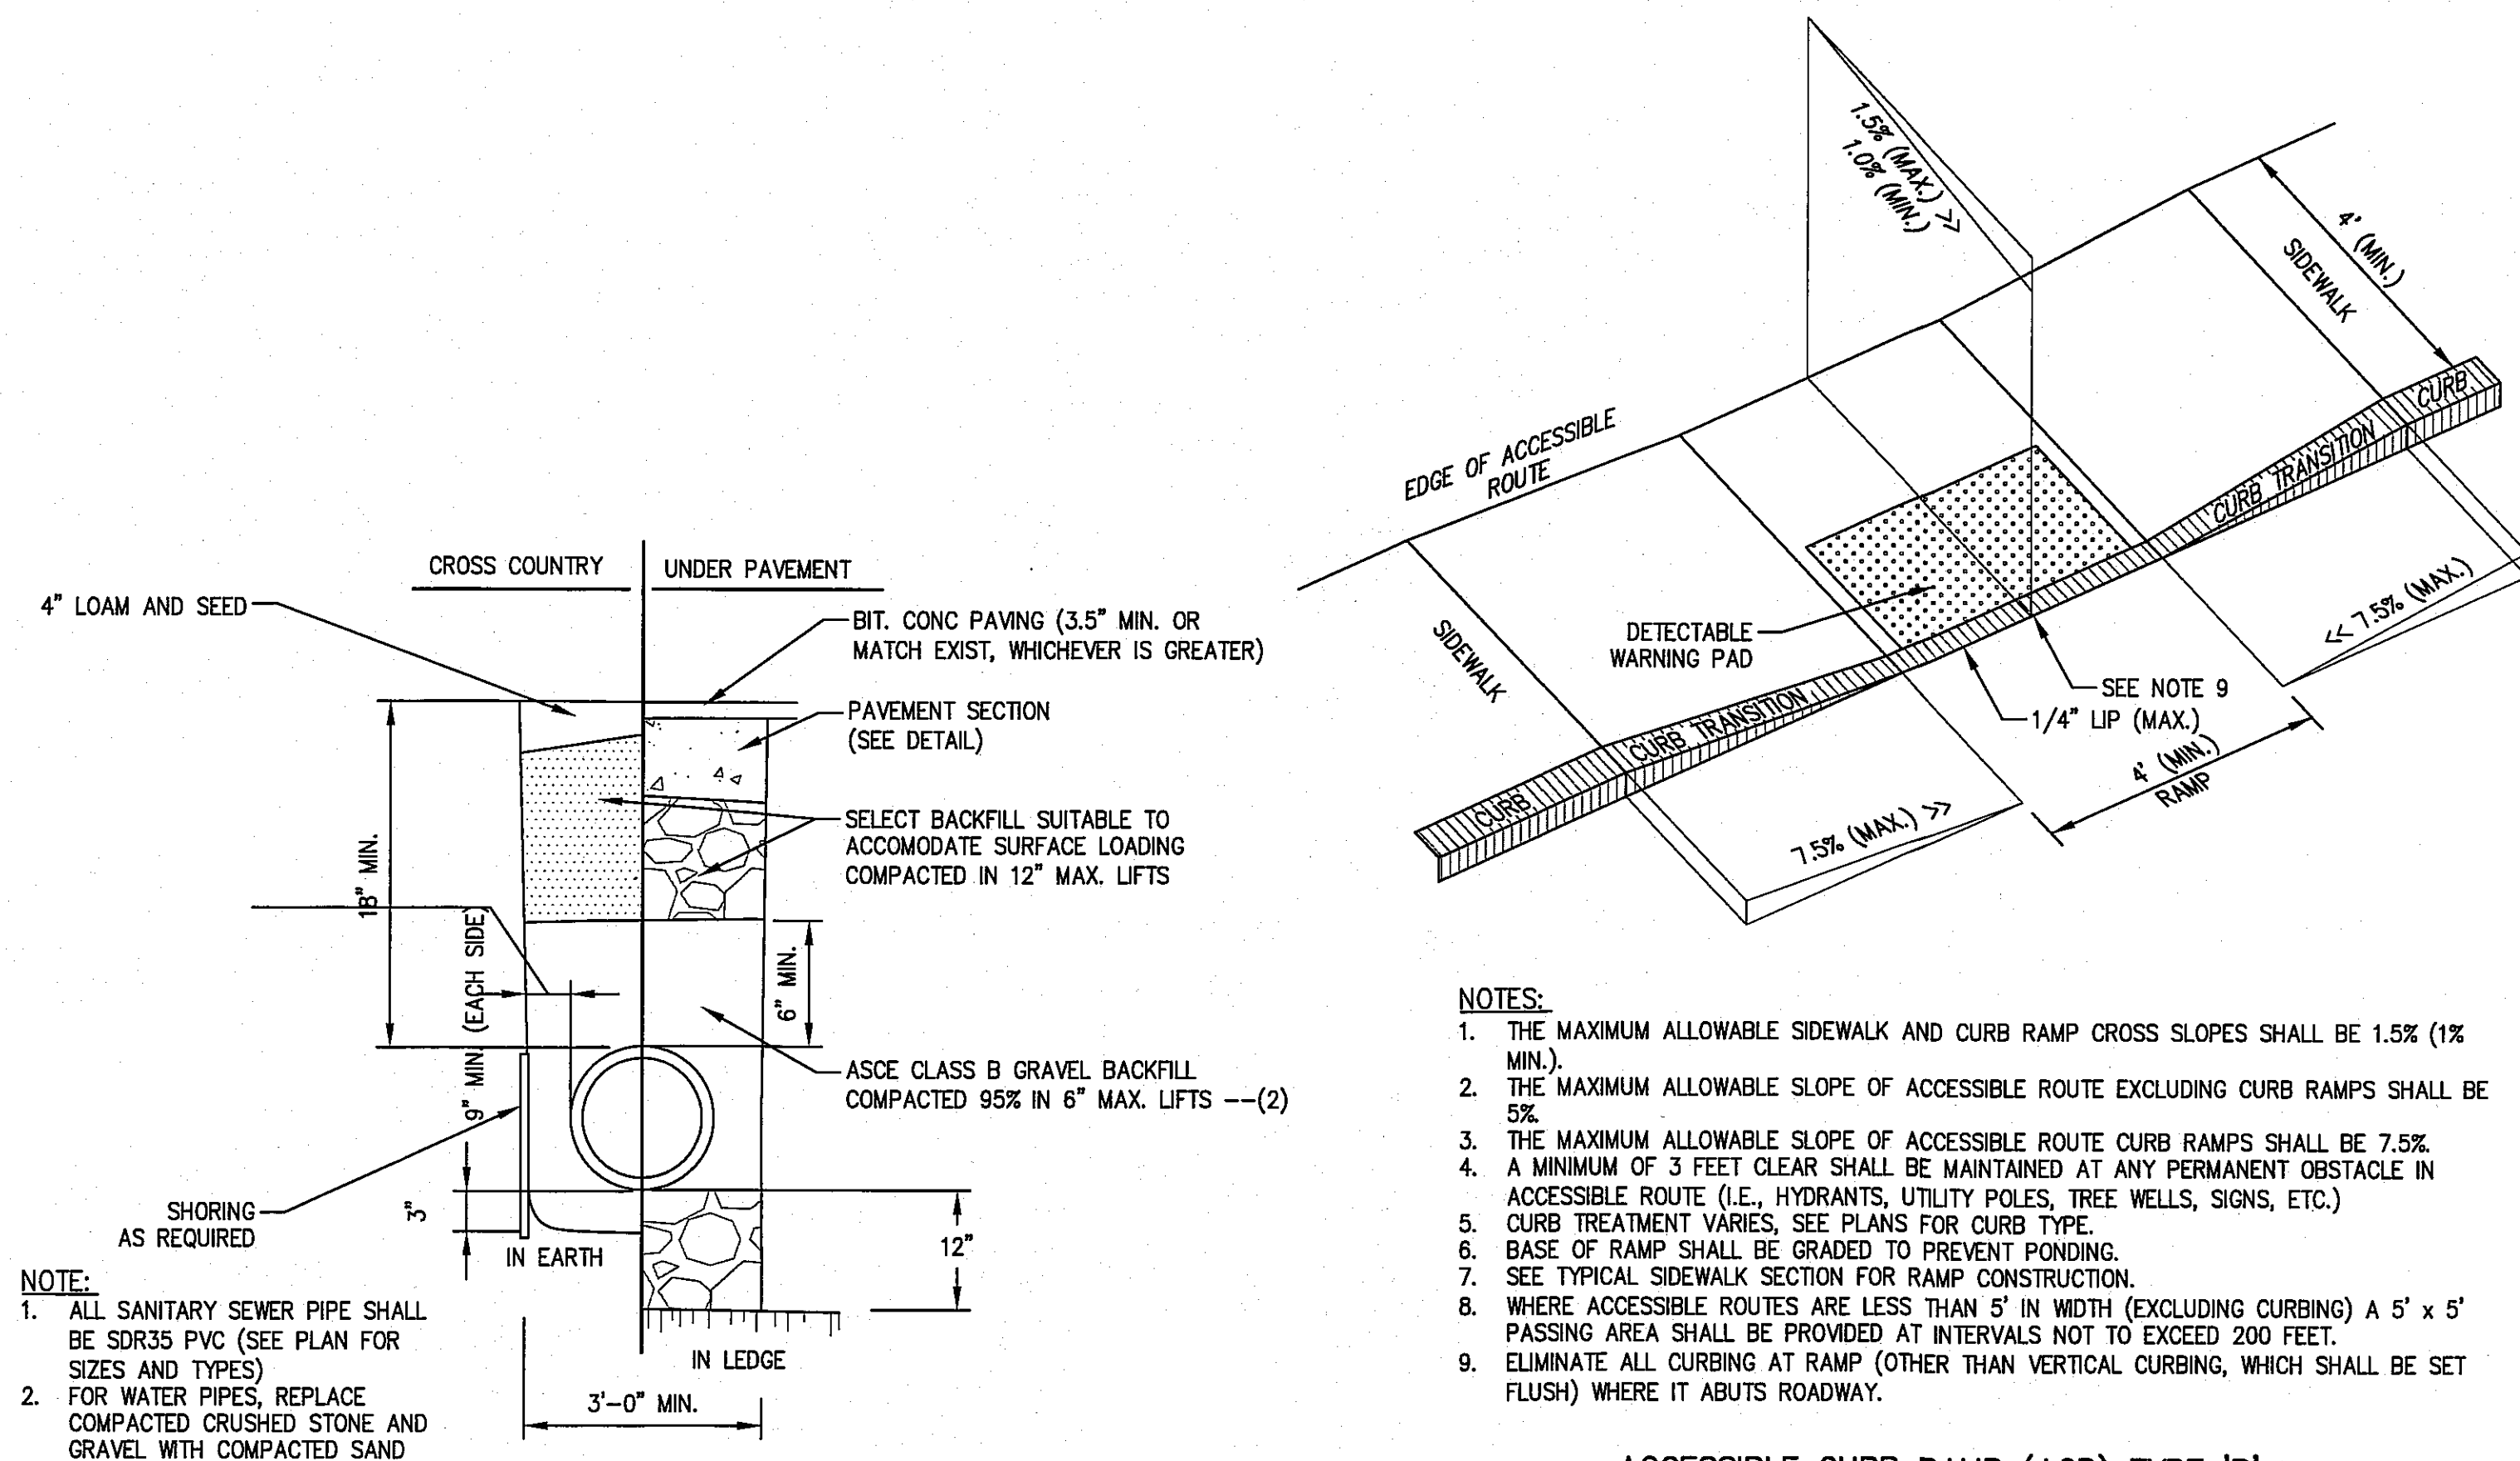 CROSS COUNTRY
UNDER PAVEMENT
4" LOAM AND SEED
BIT. CONC PAVING (3.5" MIN. OR
MATCH EXIST, WHICHEVER IS GREATER)
PAVEMENT SECTION
(SEE DETAIL)
SELECT BACKFILL SUITABLE TO
ACCOMODATE SURFACE LOADING
COMPACTED IN 12" MAX. LIFTS
18" MIN.
9" MIN. (EACH SIDE)
6" MIN.
ASCE CLASS B GRAVEL BACKFILL
COMPACTED 95% IN 6" MAX. LIFTS --(2)
SHORING
AS REQUIRED
3"
IN EARTH
12"
IN LEDGE
3'-0" MIN.
NOTE:
1. ALL SANITARY SEWER PIPE SHALL
BE SDR35 PVC (SEE PLAN FOR
SIZES AND TYPES)
2. FOR WATER PIPES, REPLACE
COMPACTED CRUSHED STONE AND
GRAVEL WITH COMPACTED SAND
1.5% (MAX.) >>
1.0% (MIN.)
4' (MIN.)
SIDEWALK
CURB
CURB TRANSITION
EDGE OF ACCESSIBLE
ROUTE
<< 7.5% (MAX.)
DETECTABLE
WARNING PAD
SIDEWALK
SEE NOTE 9
1/4" LIP (MAX.)
4' (MIN.)
RAMP
CURB TRANSITION
CURB
7.5% (MAX.) >>
NOTES:
1. THE MAXIMUM ALLOWABLE SIDEWALK AND CURB RAMP CROSS SLOPES SHALL BE 1.5% (1%
MIN.).
2. THE MAXIMUM ALLOWABLE SLOPE OF ACCESSIBLE ROUTE EXCLUDING CURB RAMPS SHALL BE
5%.
3. THE MAXIMUM ALLOWABLE SLOPE OF ACCESSIBLE ROUTE CURB RAMPS SHALL BE 7.5%.
4. A MINIMUM OF 3 FEET CLEAR SHALL BE MAINTAINED AT ANY PERMANENT OBSTACLE IN
ACCESSIBLE ROUTE (I.E., HYDRANTS, UTILITY POLES, TREE WELLS, SIGNS, ETC.)
5. CURB TREATMENT VARIES, SEE PLANS FOR CURB TYPE.
6. BASE OF RAMP SHALL BE GRADED TO PREVENT PONDING.
7. SEE TYPICAL SIDEWALK SECTION FOR RAMP CONSTRUCTION.
8. WHERE ACCESSIBLE ROUTES ARE LESS THAN 5' IN WIDTH (EXCLUDING CURBING) A 5' x 5'
PASSING AREA SHALL BE PROVIDED AT INTERVALS NOT TO EXCEED 200 FEET.
9. ELIMINATE ALL CURBING AT RAMP (OTHER THAN VERTICAL CURBING, WHICH SHALL BE SET
FLUSH) WHERE IT ABUTS ROADWAY.
ACCESSIBLE CURB RAMP (ACR) TYPE